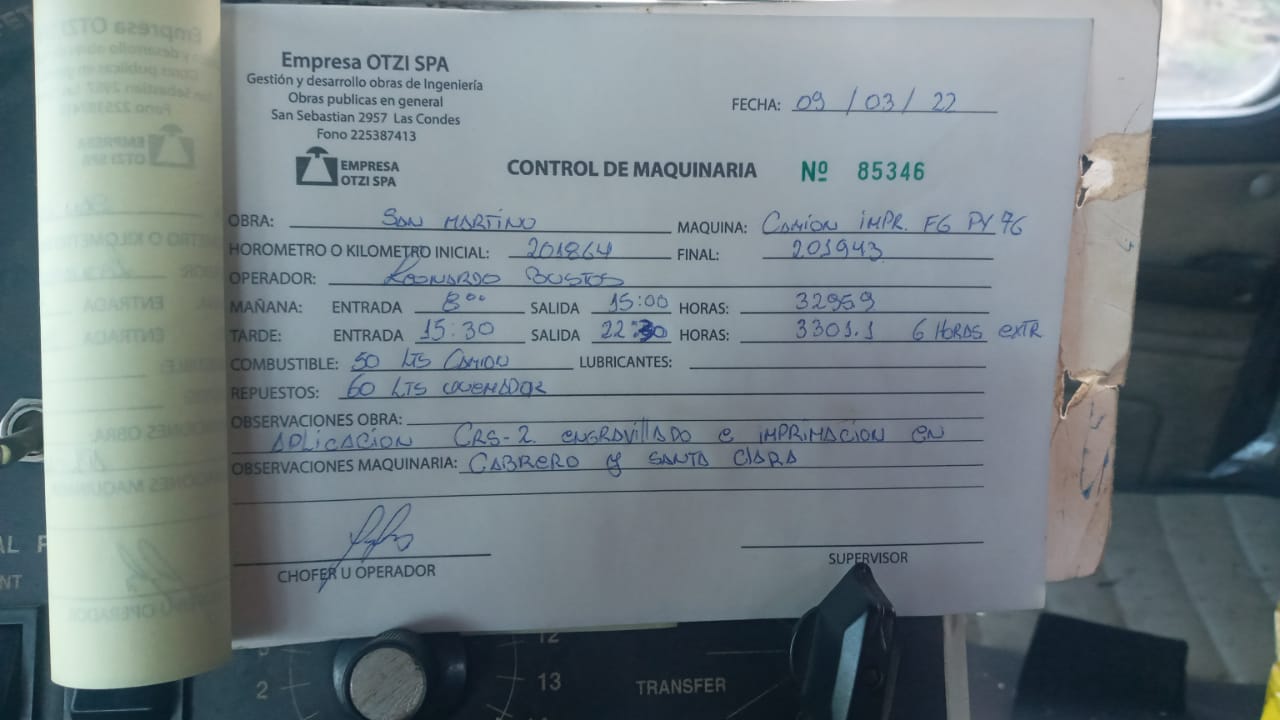 Empresa OTZI SPA
Gestión y desarrollo obras de Ingeniería
Obras publicas en general
San Sebastian 2957 Las Condes
Fono 225387413
EMPRESA
OTZI SPA
FECHA: 09 / 03 / 22
CONTROL DE MAQUINARIA Nº 85346
OBRA: SAN MARTINO MAQUINA: CAMION IMPR. FG PY 76
HOROMETRO O KILOMETRO INICIAL: 201864 FINAL: 201943
OPERADOR: LEONARDO BUSTOS
MAÑANA: ENTRADA 8⁰⁰ SALIDA 15:00 HORAS: 32959
TARDE: ENTRADA 15:30 SALIDA 22:30 HORAS: 3301.1 6 HORAS EXTR
COMBUSTIBLE: 50 LTS CAMION LUBRICANTES:
REPUESTOS: 60 LTS QUEMADOR
OBSERVACIONES OBRA:
APLICACION CRS-2 ENGRAVILLADO e IMPRIMACION EN
OBSERVACIONES MAQUINARIA: CABRERO y SANTA CLARA
CHOFER U OPERADOR
SUPERVISOR
2
12
13
TRANSFER